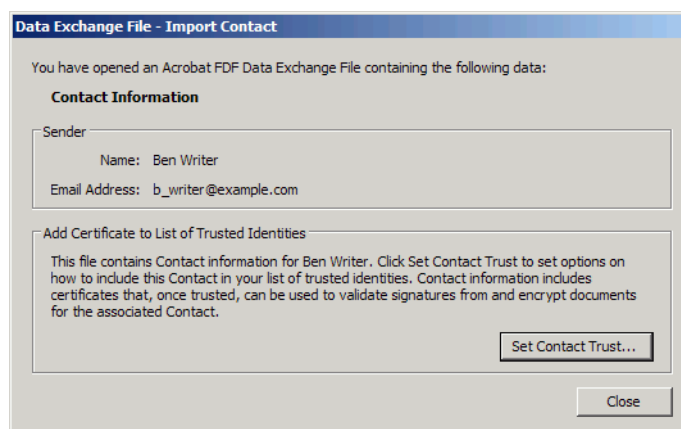 Data Exchange File - Import Contact
You have opened an Acrobat FDF Data Exchange File containing the following data:
Contact Information
Sender
Name: Ben Writer
Email Address: b_writer@example.com
Add Certificate to List of Trusted Identities
This file contains Contact information for Ben Writer. Click Set Contact Trust to set options on
how to include this Contact in your list of trusted identities. Contact information includes
certificates that, once trusted, can be used to validate signatures from and encrypt documents
for the associated Contact.
Set Contact Trust...
Close